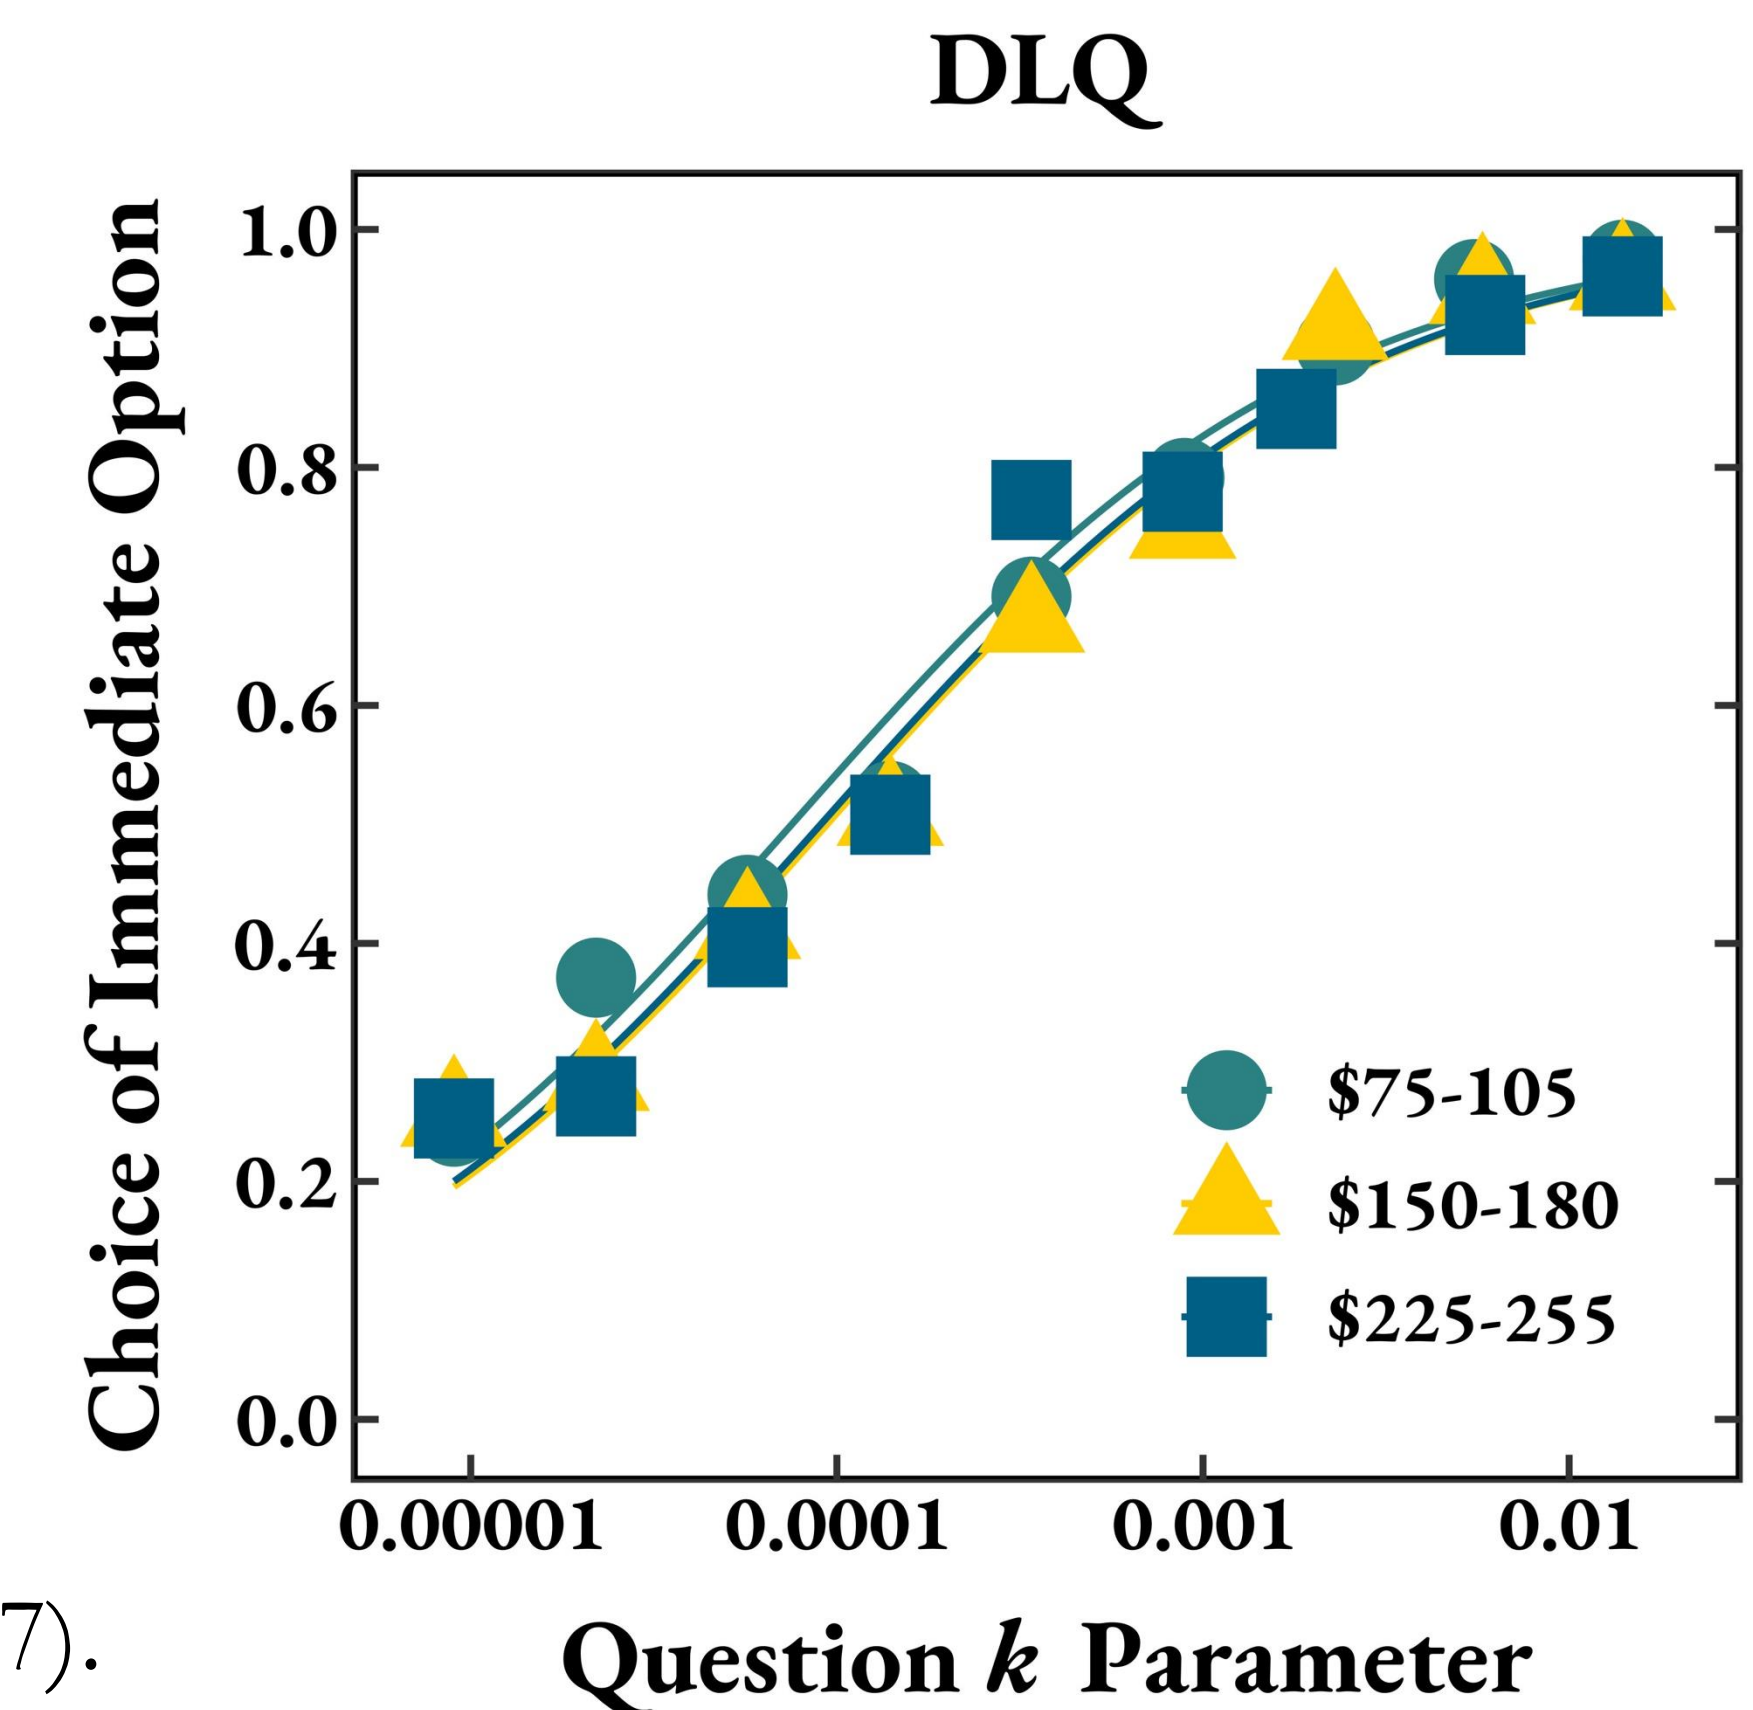 DLQ
Choice of Immediate Option
1.0
0.8
0.6
0.4
0.2
0.0
$75-105
$150-180
$225-255
0.00001 0.0001 0.001 0.01
7).
Question k Parameter